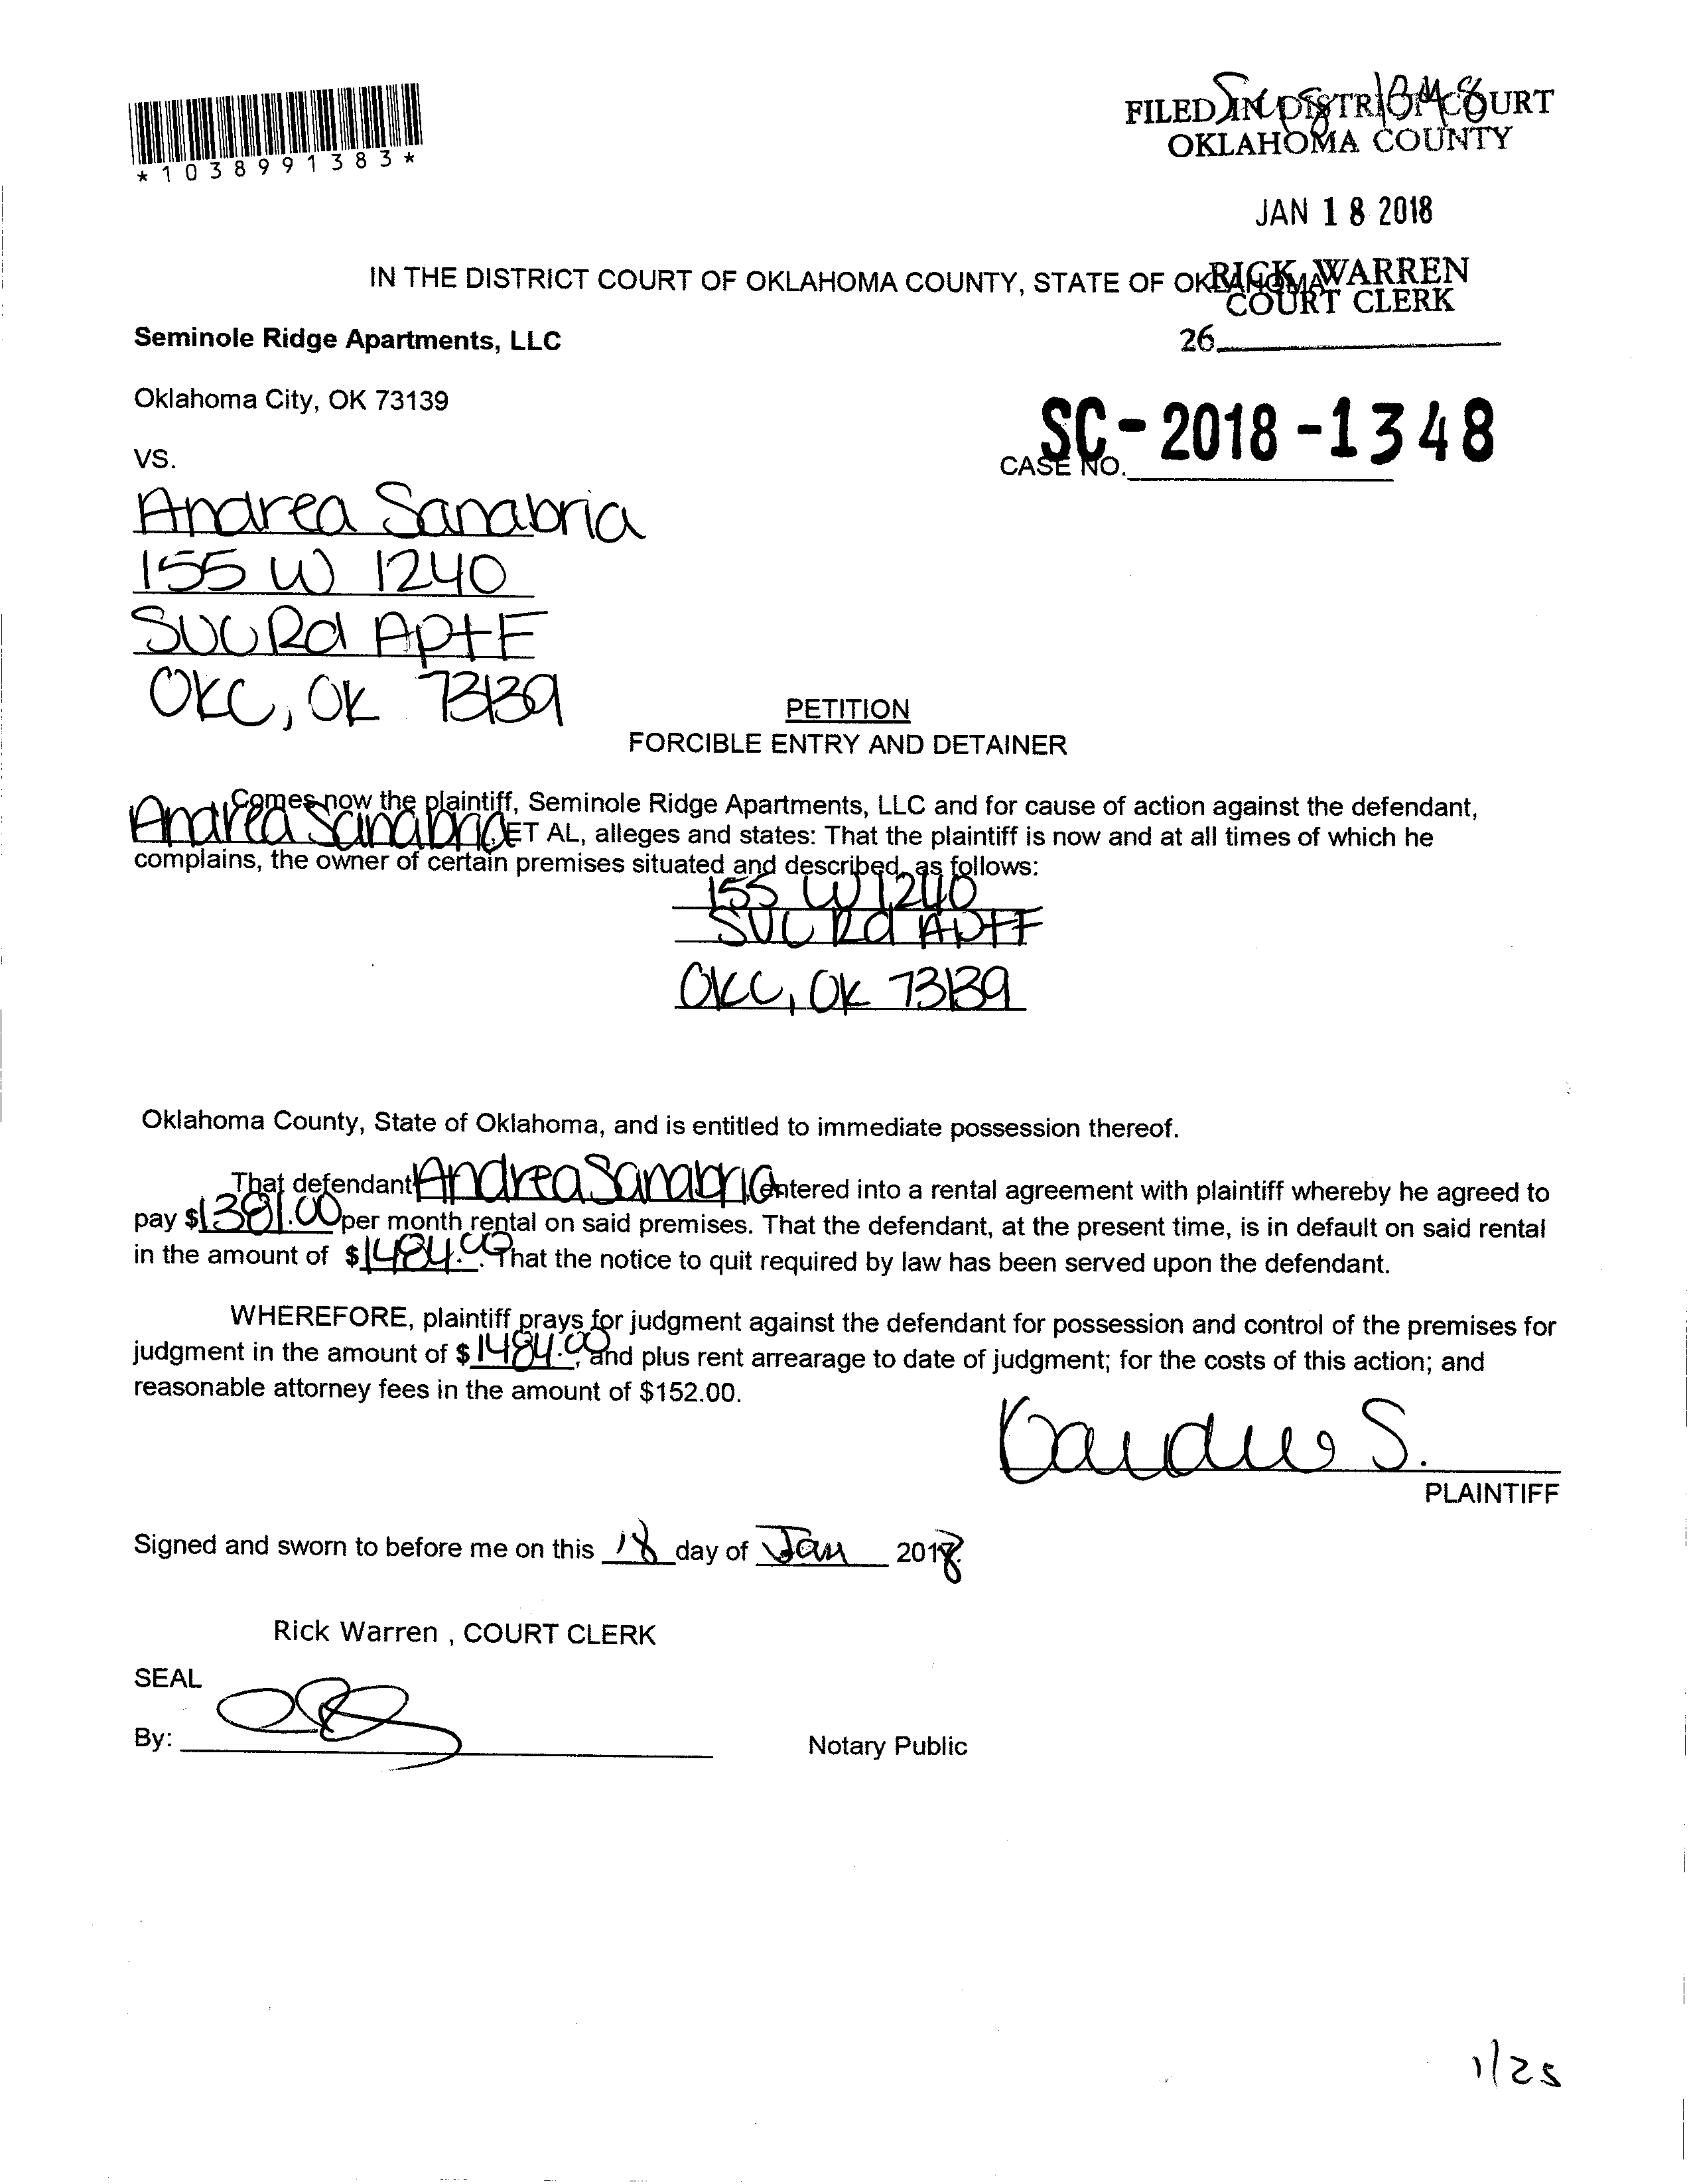 *1038991383*
FILED IN DISTRICT COURT
OKLAHOMA COUNTY
JAN 18 2018
RICK WARREN
COURT CLERK
26
IN THE DISTRICT COURT OF OKLAHOMA COUNTY, STATE OF OKLAHOMA
Seminole Ridge Apartments, LLC
Oklahoma City, OK 73139
SC-2018-1348
VS.
CASE NO.
Andrea Sanabria
155 W 1240
SVC Rd Apt F
OKC, OK 73139
PETITION
FORCIBLE ENTRY AND DETAINER
Comes now the plaintiff, Seminole Ridge Apartments, LLC and for cause of action against the defendant,
Andrea Sanabria, ET AL, alleges and states: That the plaintiff is now and at all times of which he
complains, the owner of certain premises situated and described, as follows:
155 W 1240
SVC Rd Apt F
OKC, OK 73139
Oklahoma County, State of Oklahoma, and is entitled to immediate possession thereof.
That defendant Andrea Sanabria, entered into a rental agreement with plaintiff whereby he agreed to
pay $1381.00 per month rental on said premises. That the defendant, at the present time, is in default on said rental
in the amount of $1484.00. That the notice to quit required by law has been served upon the defendant.
WHEREFORE, plaintiff prays for judgment against the defendant for possession and control of the premises for
judgment in the amount of $1484.00, and plus rent arrearage to date of judgment; for the costs of this action; and
reasonable attorney fees in the amount of $152.00.
S.
PLAINTIFF
Signed and sworn to before me on this 18 day of Jan 2018
Rick Warren , COURT CLERK
SEAL
By:
Notary Public
1/25